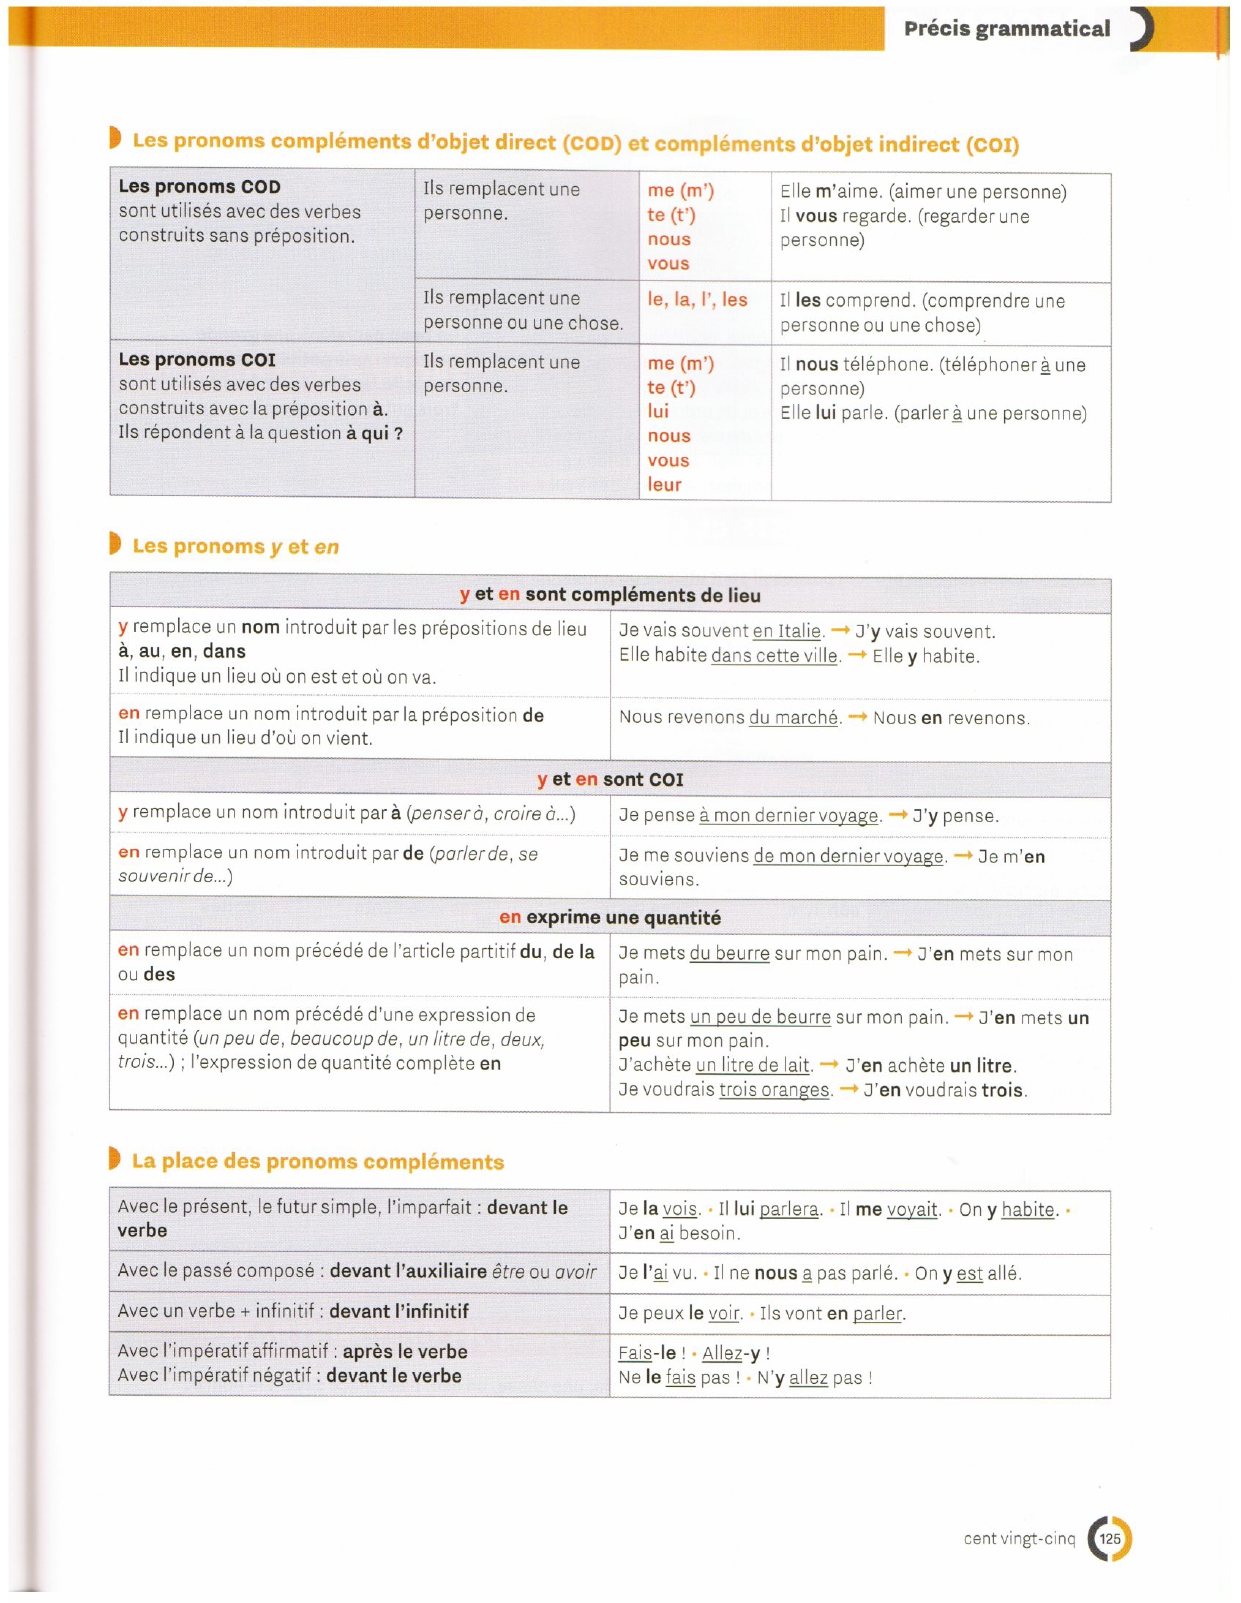 Précis grammatical
Les pronoms compléments d'objet direct (COD) et compléments d'objet indirect (COI)
Les pronoms COD
sont utilisés avec des verbes
construits sans préposition.
Ils remplacent une
personne.
me (m')
te (t')
nous
vous
Elle m'aime. (aimer une personne)
Il vous regarde. (regarder une
personne)
Ils remplacent une
personne ou une chose.
le, la, l', les
Il les comprend. (comprendre une
personne ou une chose)
Les pronoms COI
sont utilisés avec des verbes
construits avec la préposition à.
Ils répondent à la question à qui ?
Ils remplacent une
personne.
me (m')
te (t')
lui
nous
vous
leur
Il nous téléphone. (téléphoner à une
personne)
Elle lui parle. (parler à une personne)
Les pronoms y et en
y et en sont compléments de lieu
y remplace un nom introduit par les prépositions de lieu
à, au, en, dans
Il indique un lieu où on est et où on va.
Je vais souvent en Italie. → J'y vais souvent.
Elle habite dans cette ville. → Elle y habite.
en remplace un nom introduit par la préposition de
Il indique un lieu d'où on vient.
Nous revenons du marché. → Nous en revenons.
y et en sont COI
y remplace un nom introduit par à (penser à, croire à...)
Je pense à mon dernier voyage. → J'y pense.
en remplace un nom introduit par de (parler de, se
souvenir de...)
Je me souviens de mon dernier voyage. → Je m'en
souviens.
en exprime une quantité
en remplace un nom précédé de l'article partitif du, de la
ou des
Je mets du beurre sur mon pain. → J'en mets sur mon
pain.
en remplace un nom précédé d'une expression de
quantité (un peu de, beaucoup de, un litre de, deux,
trois...) ; l'expression de quantité complète en
Je mets un peu de beurre sur mon pain. → J'en mets un
peu sur mon pain.
J'achète un litre de lait. → J'en achète un litre.
Je voudrais trois oranges. → J'en voudrais trois.
La place des pronoms compléments
Avec le présent, le futur simple, l'imparfait : devant le
verbe
Je la vois. • Il lui parlera. • Il me voyait. • On y habite. •
J'en ai besoin.
Avec le passé composé : devant l'auxiliaire être ou avoir
Je l'ai vu. • Il ne nous a pas parlé. • On y est allé.
Avec un verbe + infinitif : devant l'infinitif
Je peux le voir. • Ils vont en parler.
Avec l'impératif affirmatif : après le verbe
Avec l'impératif négatif : devant le verbe
Fais-le ! • Allez-y !
Ne le fais pas ! • N'y allez pas !
cent vingt-cinq 125